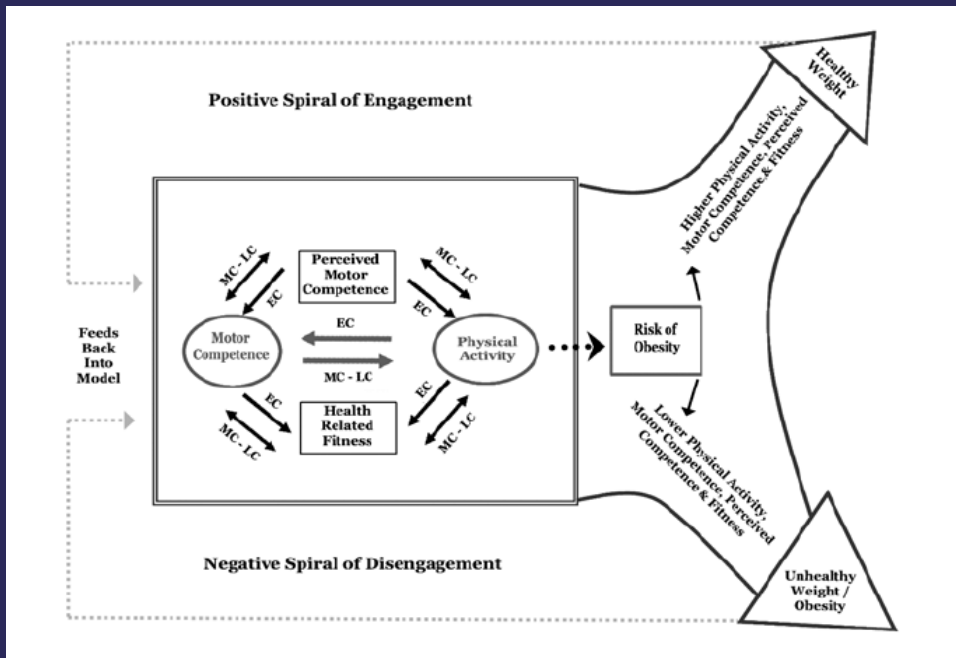 Positive Spiral of Engagement
Healthy
Weight
Higher Physical Activity,
Motor Competence, Perceived
Competence & Fitness
MC - LC
EC
Perceived
Motor
Competence
MC - LC
EC
EC
Motor
Competence
Physical
Activity
MC - LC
Risk of
Obesity
Feeds
Back
Into
Model
EC
MC - LC
Health
Related
Fitness
EC
MC - LC
Lower Physical Activity,
Motor Competence, Perceived
Competence & Fitness
Negative Spiral of Disengagement
Unhealthy
Weight /
Obesity